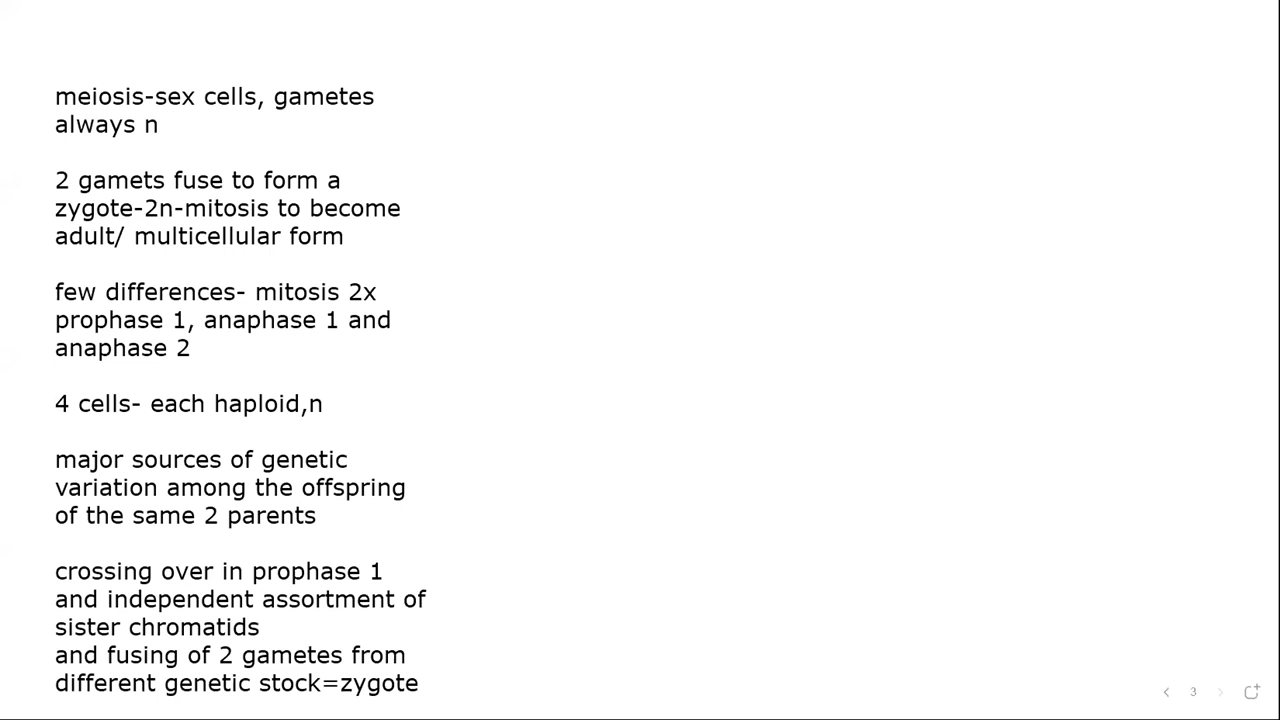 meiosis-sex cells, gametes
always n
2 gamets fuse to form a
zygote-2n-mitosis to become
adult/ multicellular form
few differences- mitosis 2x
prophase 1, anaphase 1 and
anaphase 2
4 cells- each haploid,n
major sources of genetic
variation among the offspring
of the same 2 parents
crossing over in prophase 1
and independent assortment of
sister chromatids
and fusing of 2 gametes from
different genetic stock=zygote
3